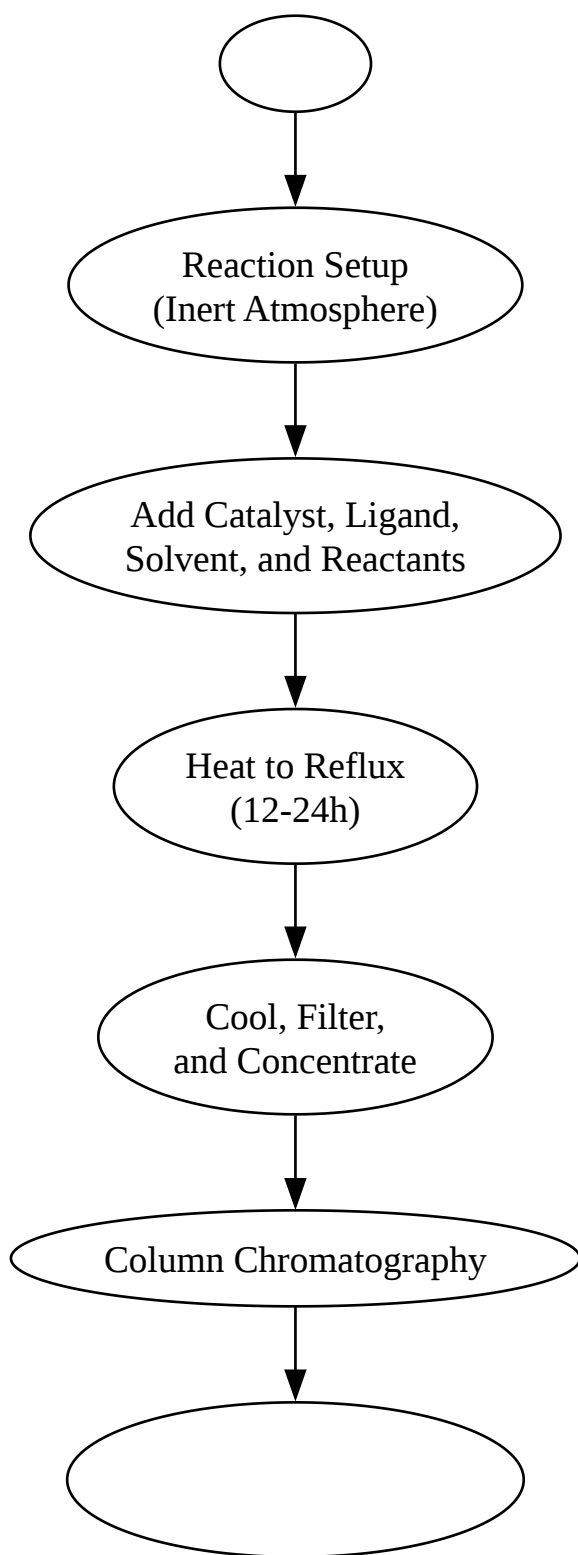 Reaction Setup
(Inert Atmosphere)
Add Catalyst, Ligand,
Solvent, and Reactants
Heat to Reflux
(12-24h)
Cool, Filter,
and Concentrate
Column Chromatography